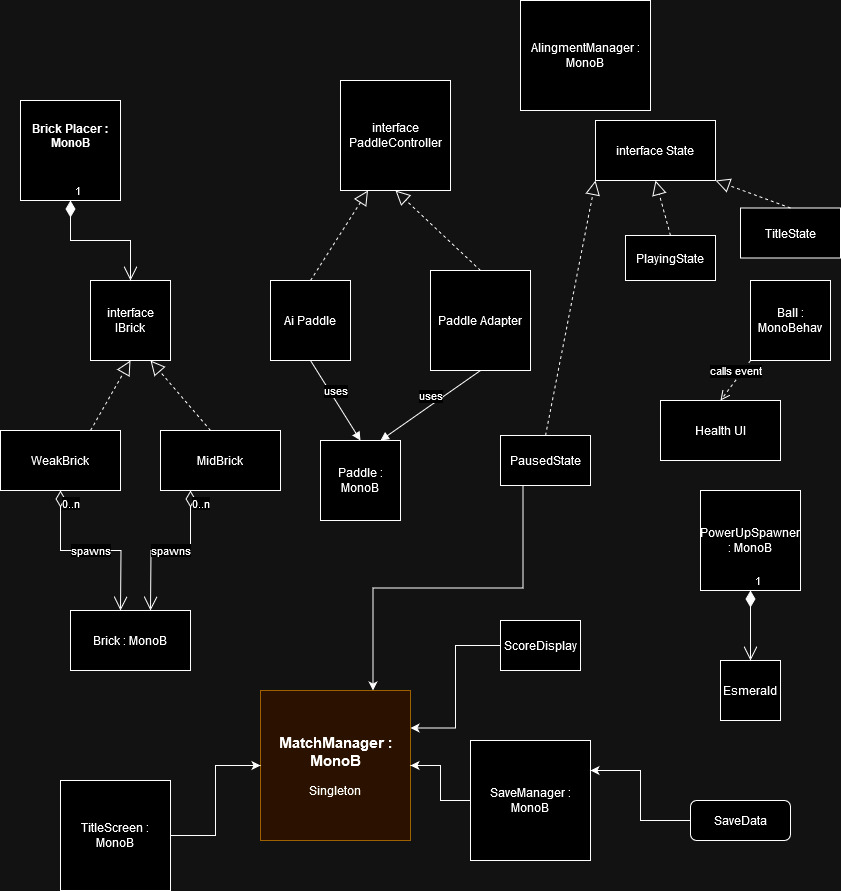 AlingmentManager :
MonoB
Brick Placer :
MonoB
1
interface
PaddleController
interface State
TitleState
PlayingState
interface
IBrick
Ai Paddle
Paddle Adapter
Ball :
MonoBehav
calls event
uses
uses
Health UI
WeakBrick
MidBrick
Paddle :
MonoB
PausedState
0..n
0..n
spawns
spawns
PowerUpSpawner
: MonoB
1
Brick : MonoB
ScoreDisplay
Esmerald
MatchManager :
MonoB
Singleton
SaveManager :
MonoB
SaveData
TitleScreen :
MonoB